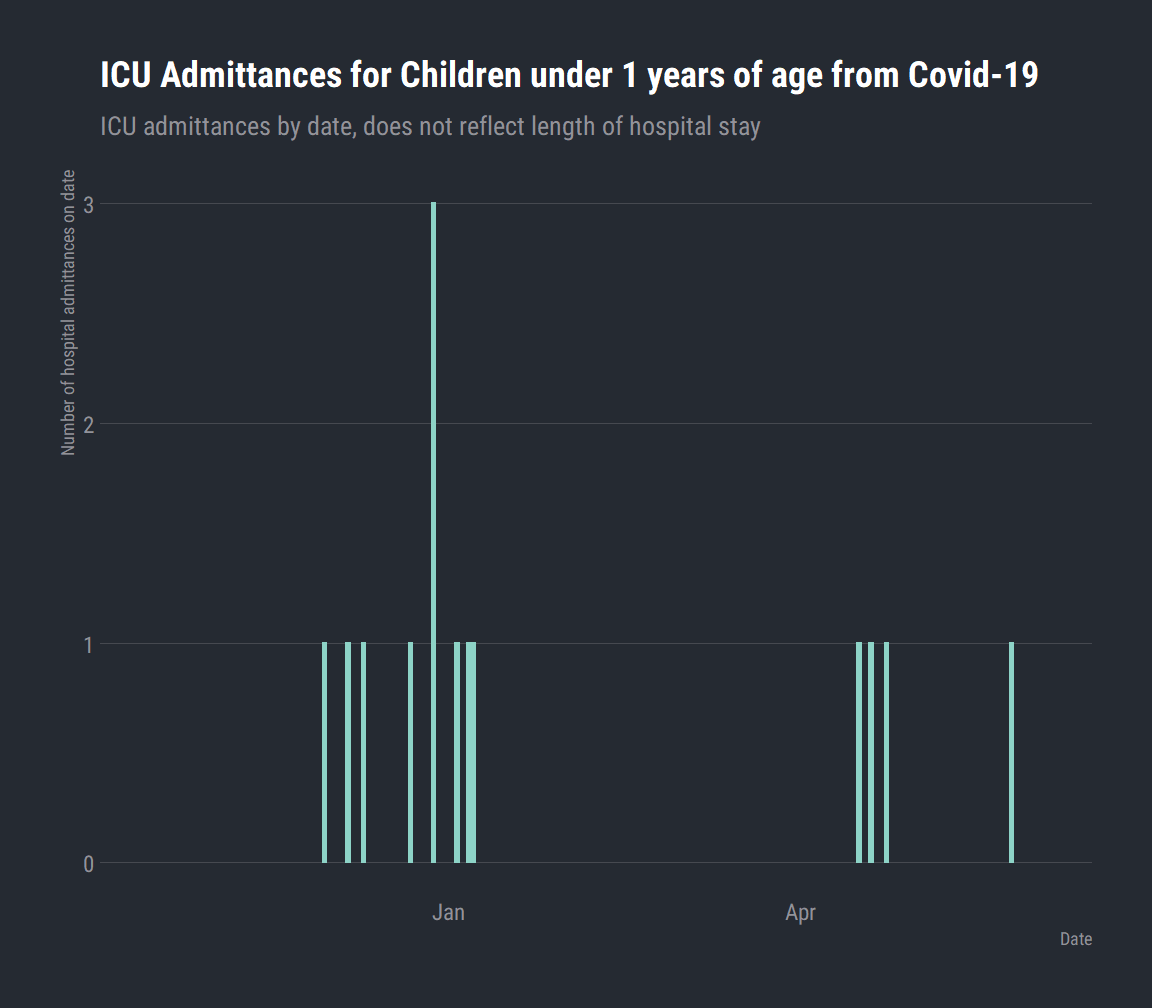 ICU Admittances for Children under 1 years of age from Covid-19
ICU admittances by date, does not reflect length of hospital stay
Number of hospital admittances on date
3
2
1
0
Jan
Apr
Date